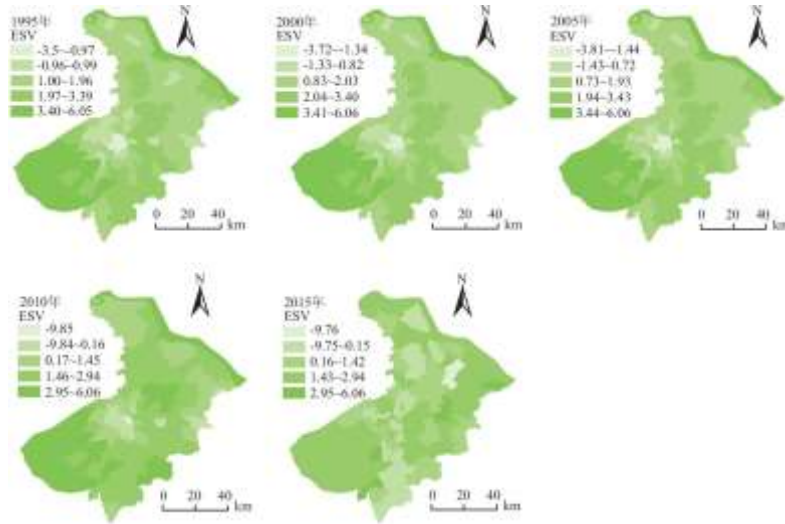 1995年
ESV
-3.5~-0.97
-0.96~0.99
1.00~1.96
1.97~3.39
3.40~6.05
N
0 20 40
km
2000年
ESV
-3.72~-1.34
-1.33~0.82
0.83~2.03
2.04~3.40
3.41~6.06
N
0 20 40
km
2005年
ESV
-3.81~-1.44
-1.43~0.72
0.73~1.93
1.94~3.43
3.44~6.06
N
0 20 40
km
2010年
ESV
-9.85
-9.84~0.16
0.17~1.45
1.46~2.94
2.95~6.06
N
0 20 40
km
2015年
ESV
-9.76
-9.75~0.15
0.16~1.42
1.43~2.94
2.95~6.06
N
0 20 40
km